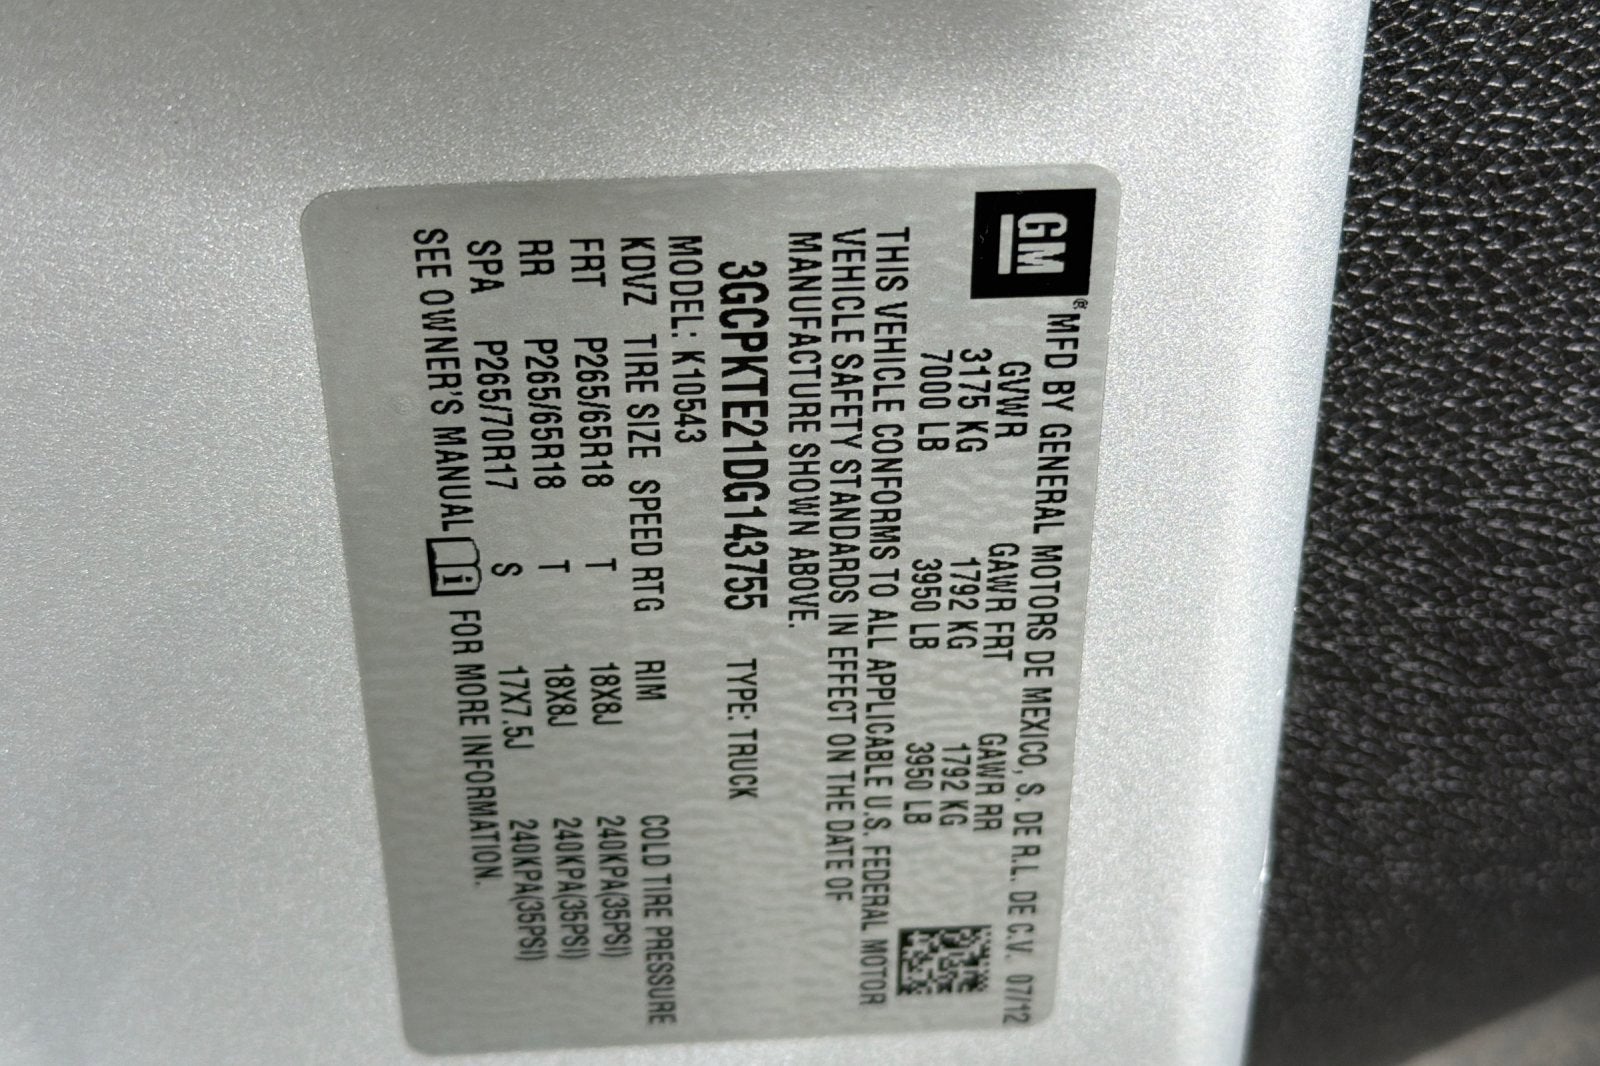 GM®
MFD BY GENERAL MOTORS DE MEXICO, S. DE R.L. DE C.V. 07/12
GVWR GAWR FRT GAWR RR
3175 KG 1792 KG 1792 KG
7000 LB 3950 LB 3950 LB
THIS VEHICLE CONFORMS TO ALL APPLICABLE U.S. FEDERAL MOTOR
VEHICLE SAFETY STANDARDS IN EFFECT ON THE DATE OF
MANUFACTURE SHOWN ABOVE.
3GCPKTE21DG143755 TYPE: TRUCK
MODEL: K10543
KDVZ TIRE SIZE SPEED RTG RIM COLD TIRE PRESSURE
FRT P265/65R18 T 18X8J 240KPA(35PSI)
RR P265/65R18 T 18X8J 240KPA(35PSI)
SPA P265/70R17 S 17X7.5J 240KPA(35PSI)
SEE OWNER'S MANUAL i FOR MORE INFORMATION.